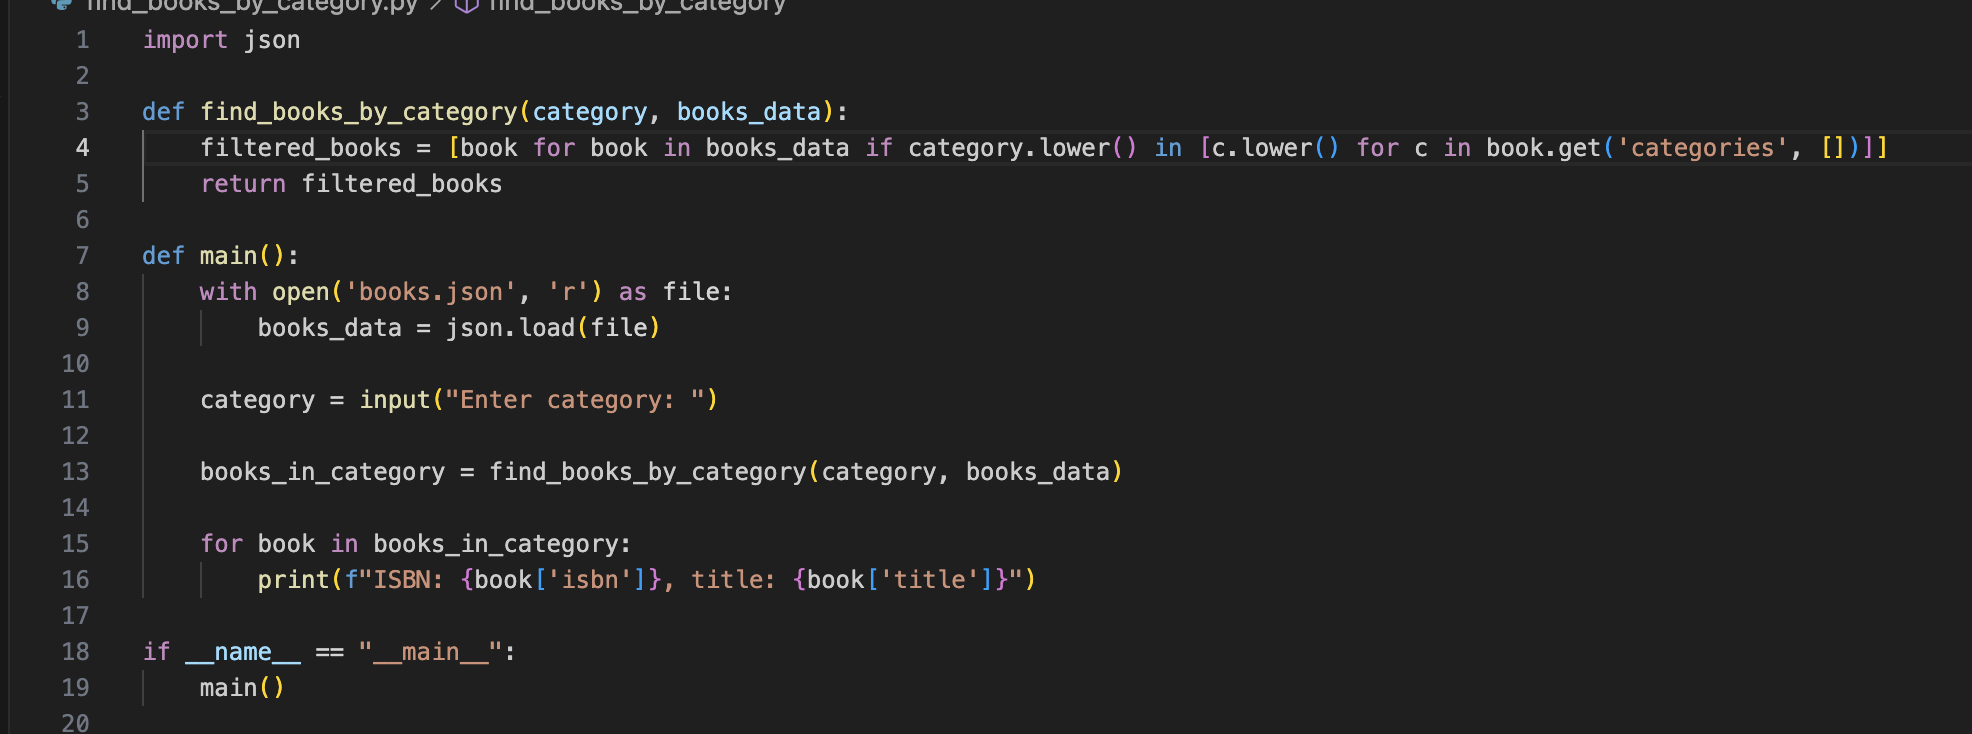 find_books_by_category.py > find_books_by_category
1 import json
2
3 def find_books_by_category(category, books_data):
4     filtered_books = [book for book in books_data if category.lower() in [c.lower() for c in book.get('categories', [])]]
5     return filtered_books
6
7 def main():
8     with open('books.json', 'r') as file:
9         books_data = json.load(file)
10
11     category = input("Enter category: ")
12
13     books_in_category = find_books_by_category(category, books_data)
14
15     for book in books_in_category:
16         print(f"ISBN: {book['isbn']}, title: {book['title']}")
17
18 if __name__ == "__main__":
19     main()
20